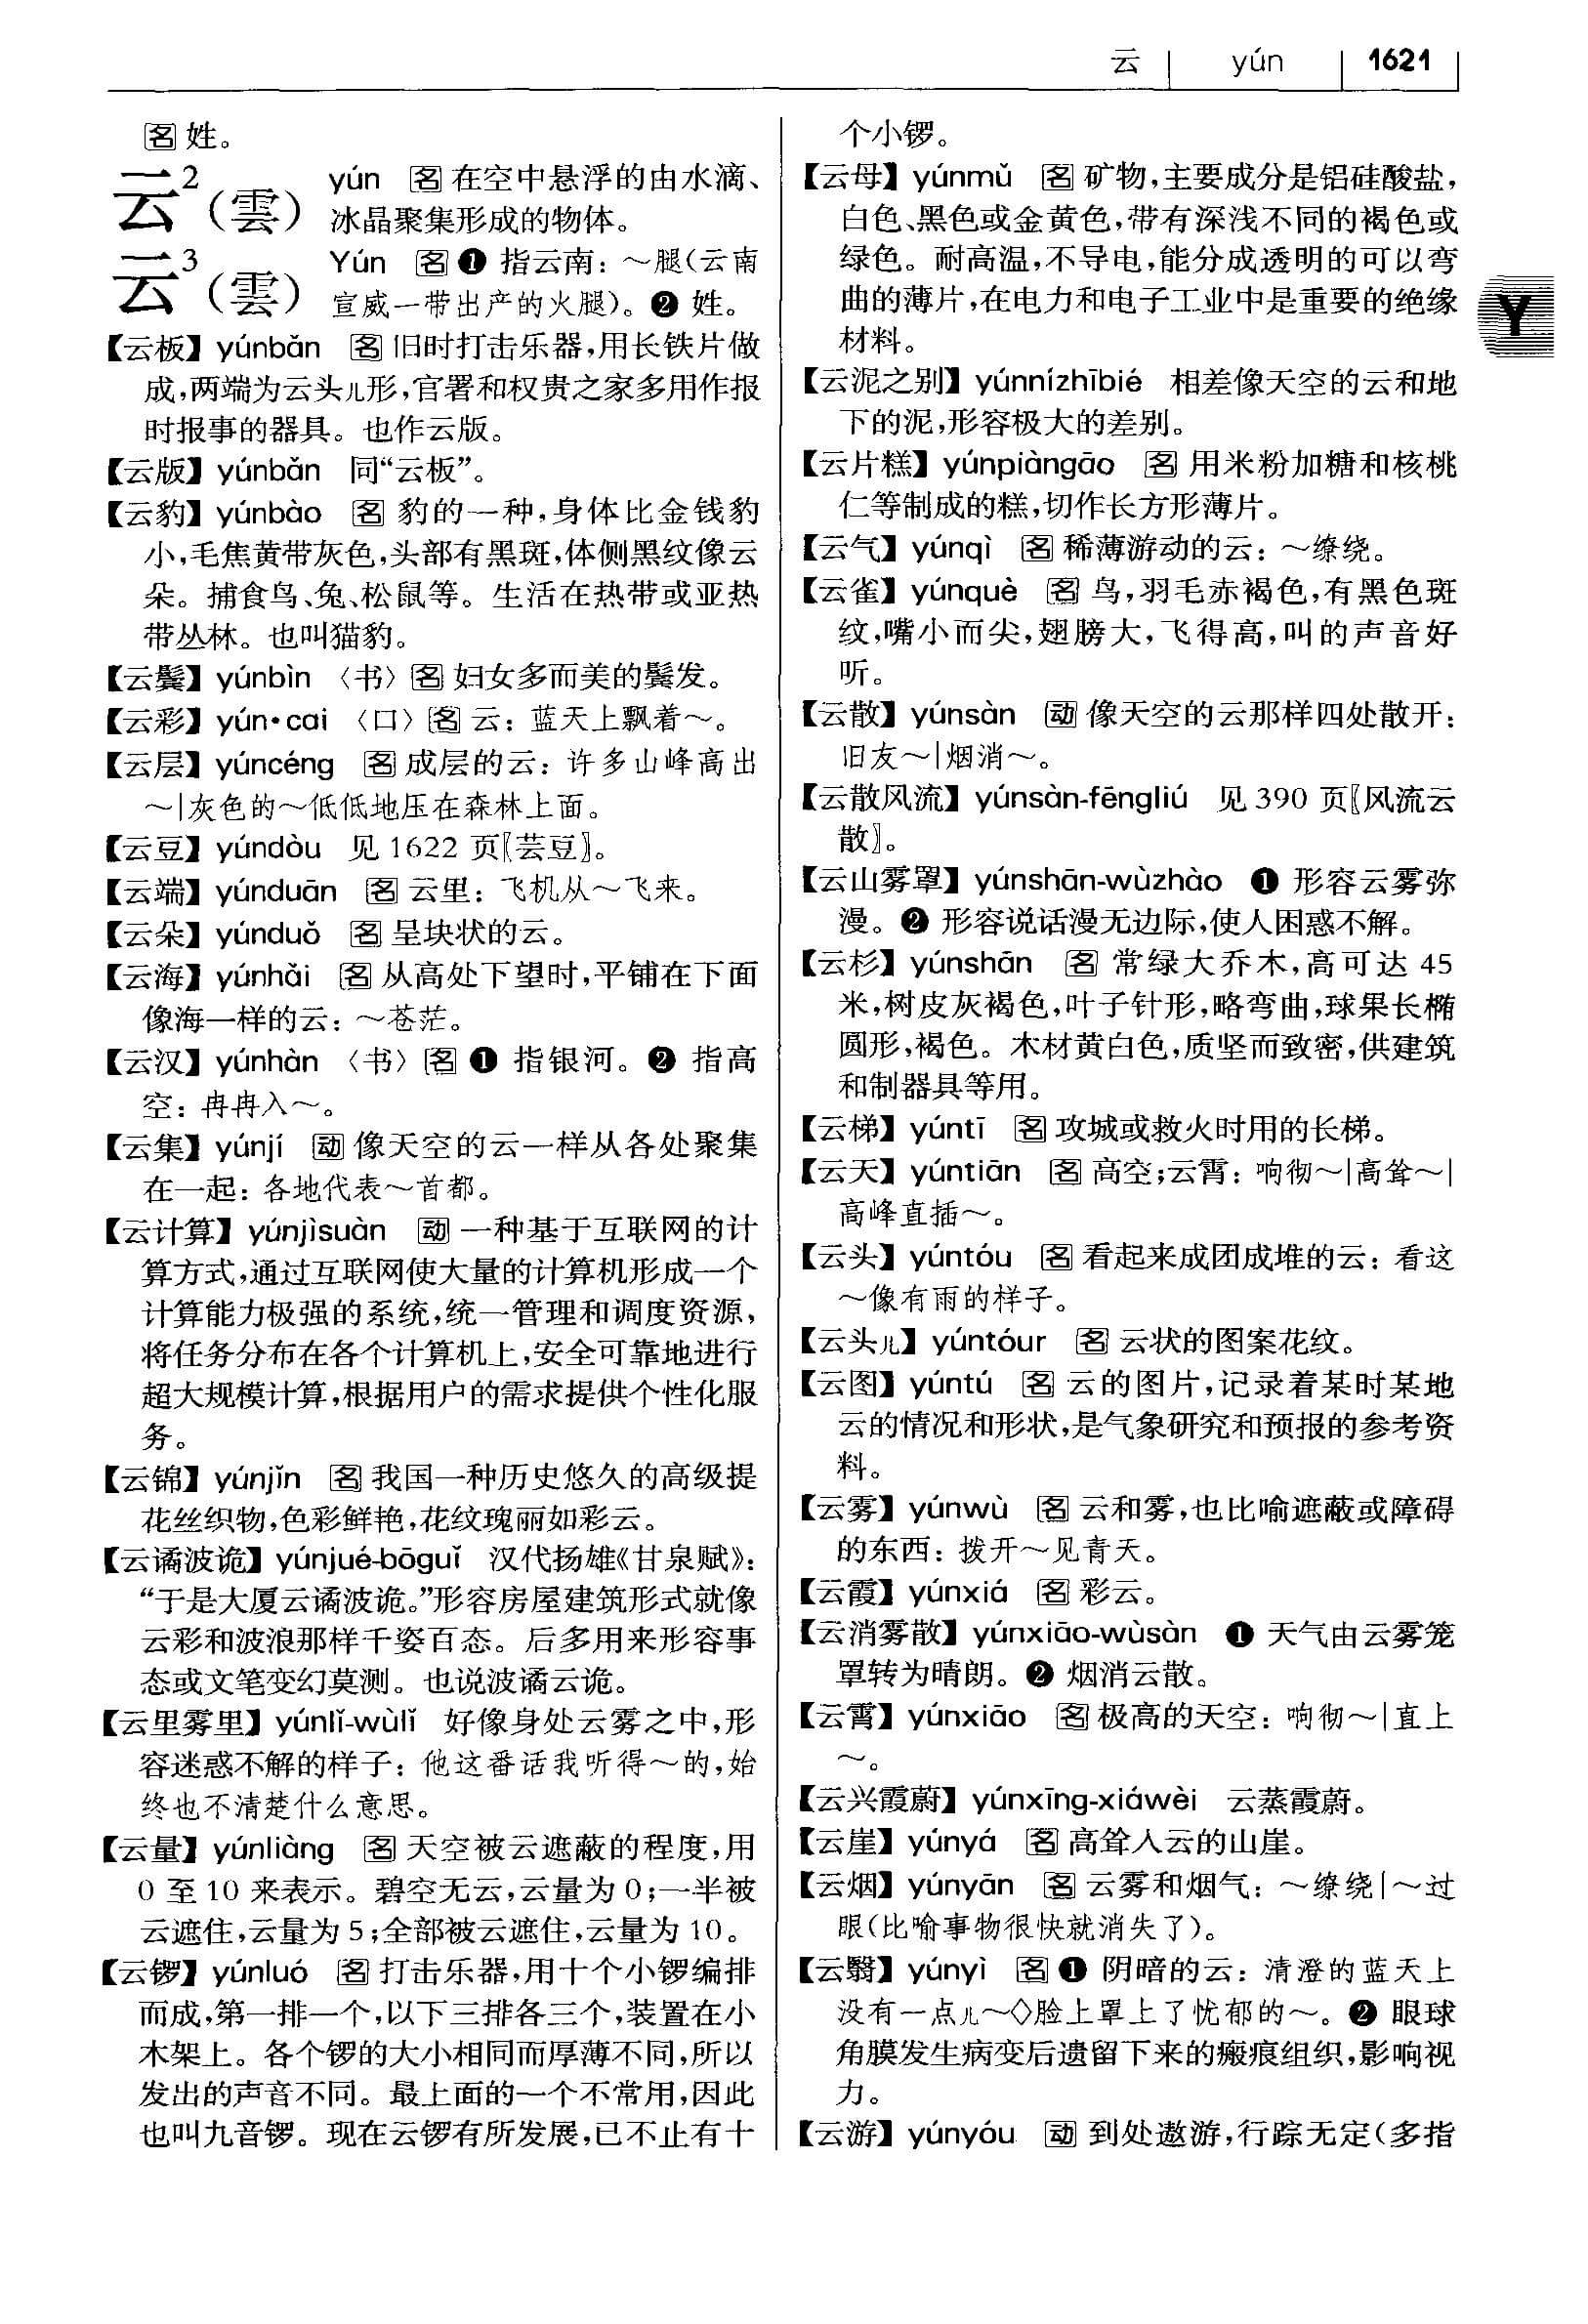 云 yún 1621
名 姓。
云²(雲) yún 名 在空中悬浮的由水滴、
冰晶聚集形成的物体。
云³(雲) Yún 名 ❶ 指云南：～腿(云南
宣威一带出产的火腿)。❷ 姓。
【云板】yúnbǎn 名 旧时打击乐器,用长铁片做
成,两端为云头儿形,官署和权贵之家多用作报
时报事的器具。也作云版。
【云版】yúnbǎn 同“云板”。
【云豹】yúnbào 名 豹的一种,身体比金钱豹
小,毛焦黄带灰色,头部有黑斑,体侧黑纹像云
朵。捕食鸟、兔、松鼠等。生活在热带或亚热
带丛林。也叫猫豹。
【云鬓】yúnbìn 〈书〉名 妇女多而美的鬓发。
【云彩】yún•cai 〈口〉名 云：蓝天上飘着～。
【云层】yúncéng 名 成层的云：许多山峰高出
～|灰色的～低低地压在森林上面。
【云豆】yúndòu 见 1622 页〖芸豆〗。
【云端】yúnduān 名 云里：飞机从～飞来。
【云朵】yúnduǒ 名 呈块状的云。
【云海】yúnhǎi 名 从高处下望时,平铺在下面
像海一样的云：～苍茫。
【云汉】yúnhàn 〈书〉名 ❶ 指银河。❷ 指高
空：冉冉入～。
【云集】yúnjí 动 像天空的云一样从各处聚集
在一起：各地代表～首都。
【云计算】yúnjìsuàn 动 一种基于互联网的计
算方式,通过互联网使大量的计算机形成一个
计算能力极强的系统,统一管理和调度资源,
将任务分布在各个计算机上,安全可靠地进行
超大规模计算,根据用户的需求提供个性化服
务。
【云锦】yúnjǐn 名 我国一种历史悠久的高级提
花丝织物,色彩鲜艳,花纹瑰丽如彩云。
【云谲波诡】yúnjué-bōguǐ 汉代扬雄《甘泉赋》：
“于是大厦云谲波诡。”形容房屋建筑形式就像
云彩和波浪那样千姿百态。后多用来形容事
态或文笔变幻莫测。也说波谲云诡。
【云里雾里】yúnlǐ-wùlǐ 好像身处云雾之中,形
容迷惑不解的样子：他这番话我听得～的,始
终也不清楚什么意思。
【云量】yúnliàng 名 天空被云遮蔽的程度,用
0 至 10 来表示。碧空无云,云量为 0;一半被
云遮住,云量为 5;全部被云遮住,云量为 10。
【云锣】yúnluó 名 打击乐器,用十个小锣编排
而成,第一排一个,以下三排各三个,装置在小
木架上。各个锣的大小相同而厚薄不同,所以
发出的声音不同。最上面的一个不常用,因此
也叫九音锣。现在云锣有所发展,已不止有十
个小锣。
【云母】yúnmǔ 名 矿物,主要成分是铝硅酸盐,
白色、黑色或金黄色,带有深浅不同的褐色或
绿色。耐高温,不导电,能分成透明的可以弯
曲的薄片,在电力和电子工业中是重要的绝缘
材料。
Y
【云泥之别】yúnnízhībié 相差像天空的云和地
下的泥,形容极大的差别。
【云片糕】yúnpiàngāo 名 用米粉加糖和核桃
仁等制成的糕,切作长方形薄片。
【云气】yúnqì 名 稀薄游动的云：～缭绕。
【云雀】yúnquè 名 鸟,羽毛赤褐色,有黑色斑
纹,嘴小而尖,翅膀大,飞得高,叫的声音好
听。
【云散】yúnsàn 动 像天空的云那样四处散开：
旧友～|烟消～。
【云散风流】yúnsàn-fēngliú 见 390 页〖风流云
散〗。
【云山雾罩】yúnshān-wùzhào ❶ 形容云雾弥
漫。❷ 形容说话漫无边际,使人困惑不解。
【云杉】yúnshān 名 常绿大乔木,高可达 45
米,树皮灰褐色,叶子针形,略弯曲,球果长椭
圆形,褐色。木材黄白色,质坚而致密,供建筑
和制器具等用。
【云梯】yúntī 名 攻城或救火时用的长梯。
【云天】yúntiān 名 高空;云霄：响彻～|高耸～|
高峰直插～。
【云头】yúntóu 名 看起来成团成堆的云：看这
～像有雨的样子。
【云头儿】yúntóur 名 云状的图案花纹。
【云图】yúntú 名 云的图片,记录着某时某地
云的情况和形状,是气象研究和预报的参考资
料。
【云雾】yúnwù 名 云和雾,也比喻遮蔽或障碍
的东西：拨开～见青天。
【云霞】yúnxiá 名 彩云。
【云消雾散】yúnxiāo-wùsàn ❶ 天气由云雾笼
罩转为晴朗。❷ 烟消云散。
【云霄】yúnxiāo 名 极高的天空：响彻～|直上
～。
【云兴霞蔚】yúnxīng-xiáwèi 云蒸霞蔚。
【云崖】yúnyá 名 高耸入云的山崖。
【云烟】yúnyān 名 云雾和烟气：～缭绕|～过
眼(比喻事物很快就消失了)。
【云翳】yúnyì 名 ❶ 阴暗的云：清澄的蓝天上
没有一点儿～◇脸上罩上了忧郁的～。❷ 眼球
角膜发生病变后遗留下来的瘢痕组织,影响视
力。
【云游】yúnyóu 动 到处遨游,行踪无定(多指